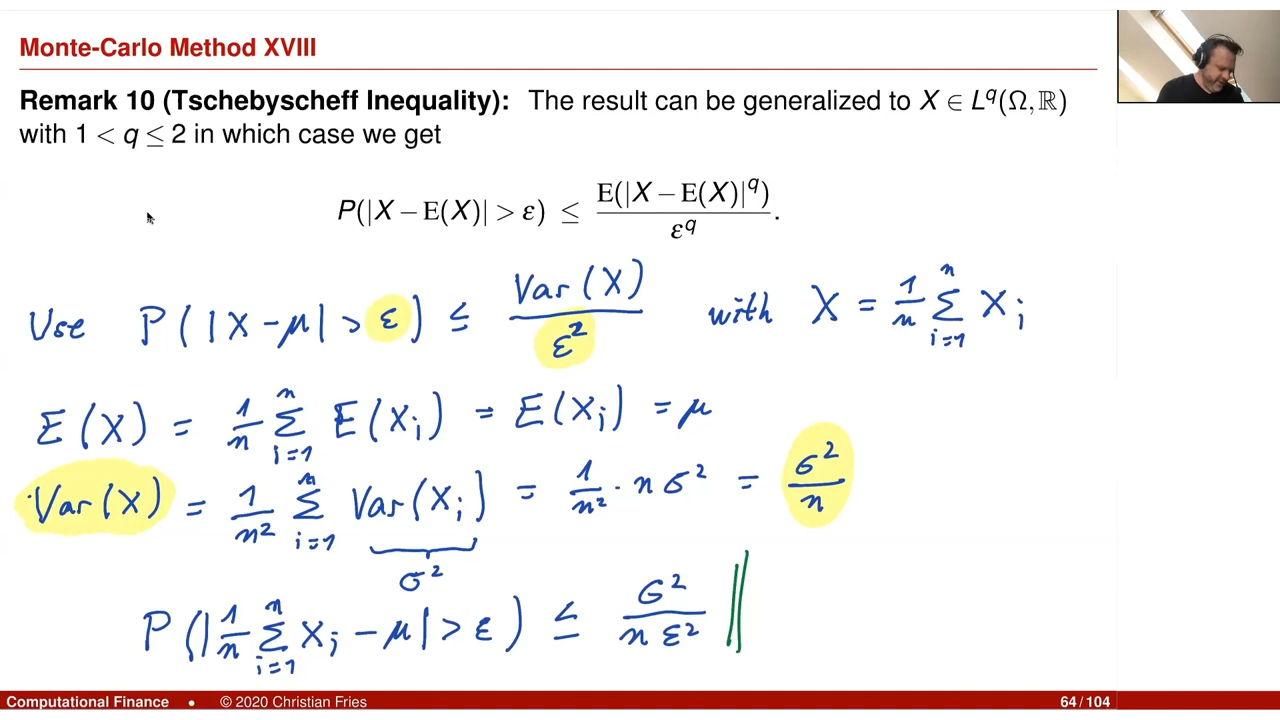 Monte-Carlo Method XVIII
Remark 10 (Tschebyscheff Inequality): The result can be generalized to X ∈ L^q(Ω,ℝ)
with 1 < q ≤ 2 in which case we get
P(|X − E(X)| > ε) ≤ E(|X − E(X)|^q) / ε^q .
Use P(|X − μ| > ε) ≤ Var(X) / ε² with X = 1/n Σ_{i=1}^n X_i
E(X) = 1/n Σ_{i=1}^n E(X_i) = E(X_i) = μ
Var(X) = 1/n² Σ_{i=1}^n Var(X_i) = 1/n² · n σ² = σ²/n
σ²
P(|1/n Σ_{i=1}^n X_i − μ| > ε) ≤ σ² / n ε²
Computational Finance • © 2020 Christian Fries 64 / 104